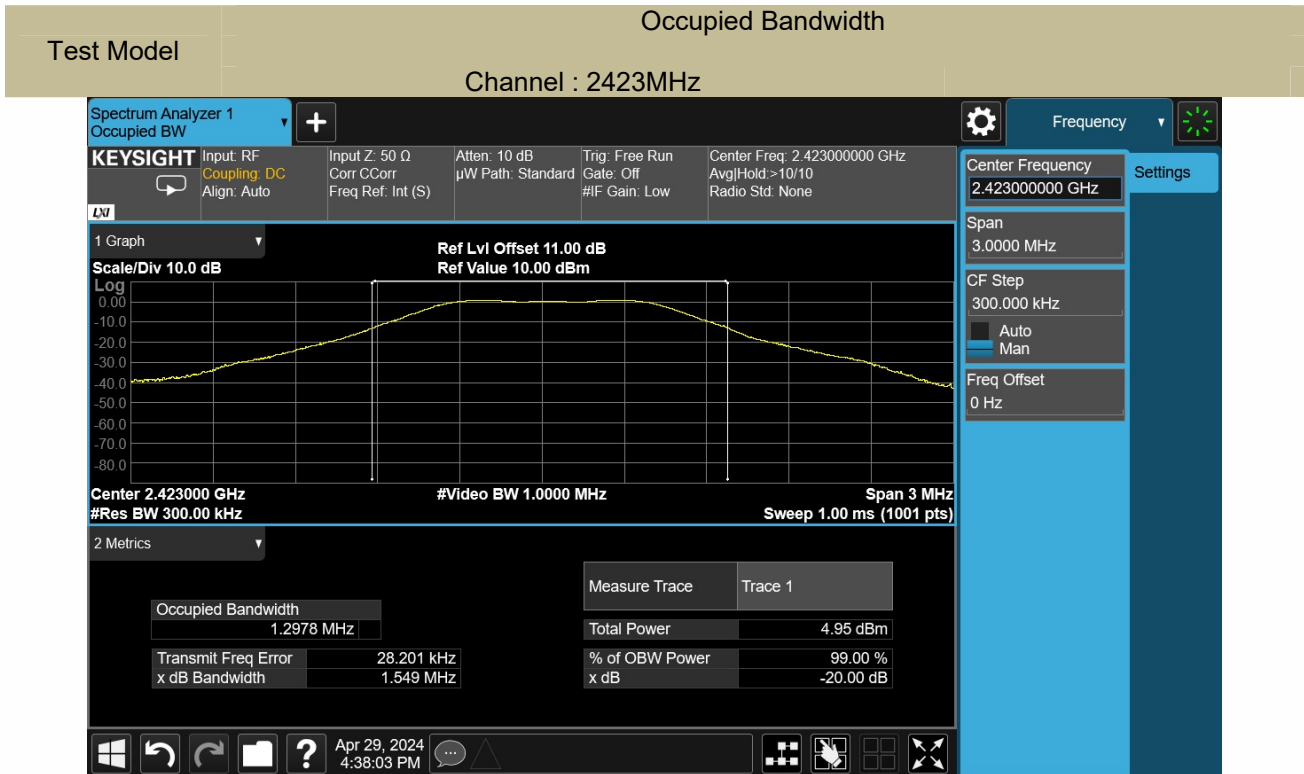 Occupied Bandwidth
Test Model
Channel : 2423MHz
Spectrum Analyzer 1
Occupied BW
Frequency
KEYSIGHT
LXI
Input: RF
Coupling: DC
Align: Auto
Input Z: 50 Ω
Corr CCorr
Freq Ref: Int (S)
Atten: 10 dB
µW Path: Standard
Trig: Free Run
Gate: Off
#IF Gain: Low
Center Freq: 2.423000000 GHz
Avg|Hold:>10/10
Radio Std: None
Center Frequency
2.423000000 GHz
Settings
Span
3.0000 MHz
CF Step
300.000 kHz
Auto
Man
Freq Offset
0 Hz
1 Graph
Scale/Div 10.0 dB
Ref Lvl Offset 11.00 dB
Ref Value 10.00 dBm
Log
0.00
-10.0
-20.0
-30.0
-40.0
-50.0
-60.0
-70.0
-80.0
Center 2.423000 GHz
#Video BW 1.0000 MHz
Span 3 MHz
#Res BW 300.00 kHz
Sweep 1.00 ms (1001 pts)
2 Metrics
Measure Trace Trace 1
Occupied Bandwidth
1.2978 MHz
Total Power 4.95 dBm
Transmit Freq Error 28.201 kHz
% of OBW Power 99.00 %
x dB Bandwidth 1.549 MHz
x dB -20.00 dB
?
Apr 29, 2024
4:38:03 PM